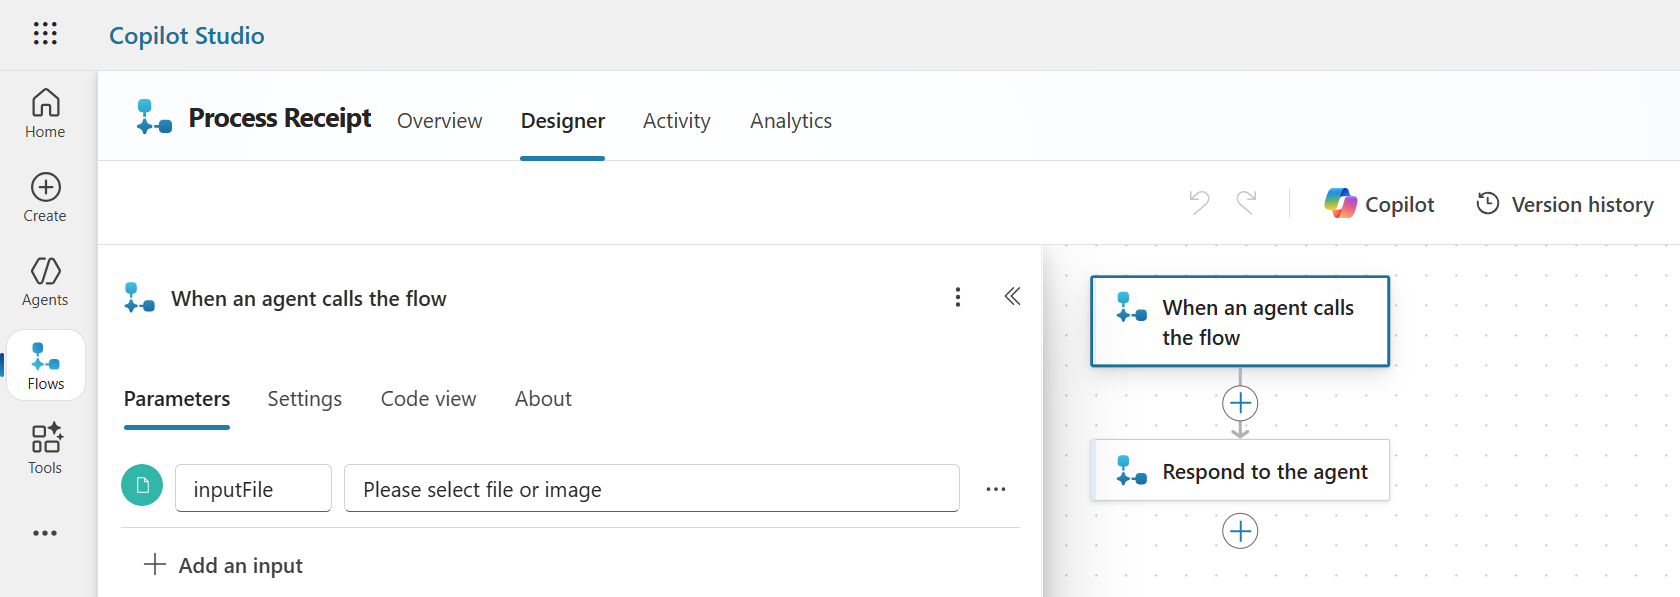 Copilot Studio
Home
Create
Agents
Flows
Tools
Process Receipt
Overview
Designer
Activity
Analytics
Copilot
Version history
When an agent calls the flow
Parameters
Settings
Code view
About
inputFile
Please select file or image
Add an input
When an agent calls
the flow
Respond to the agent